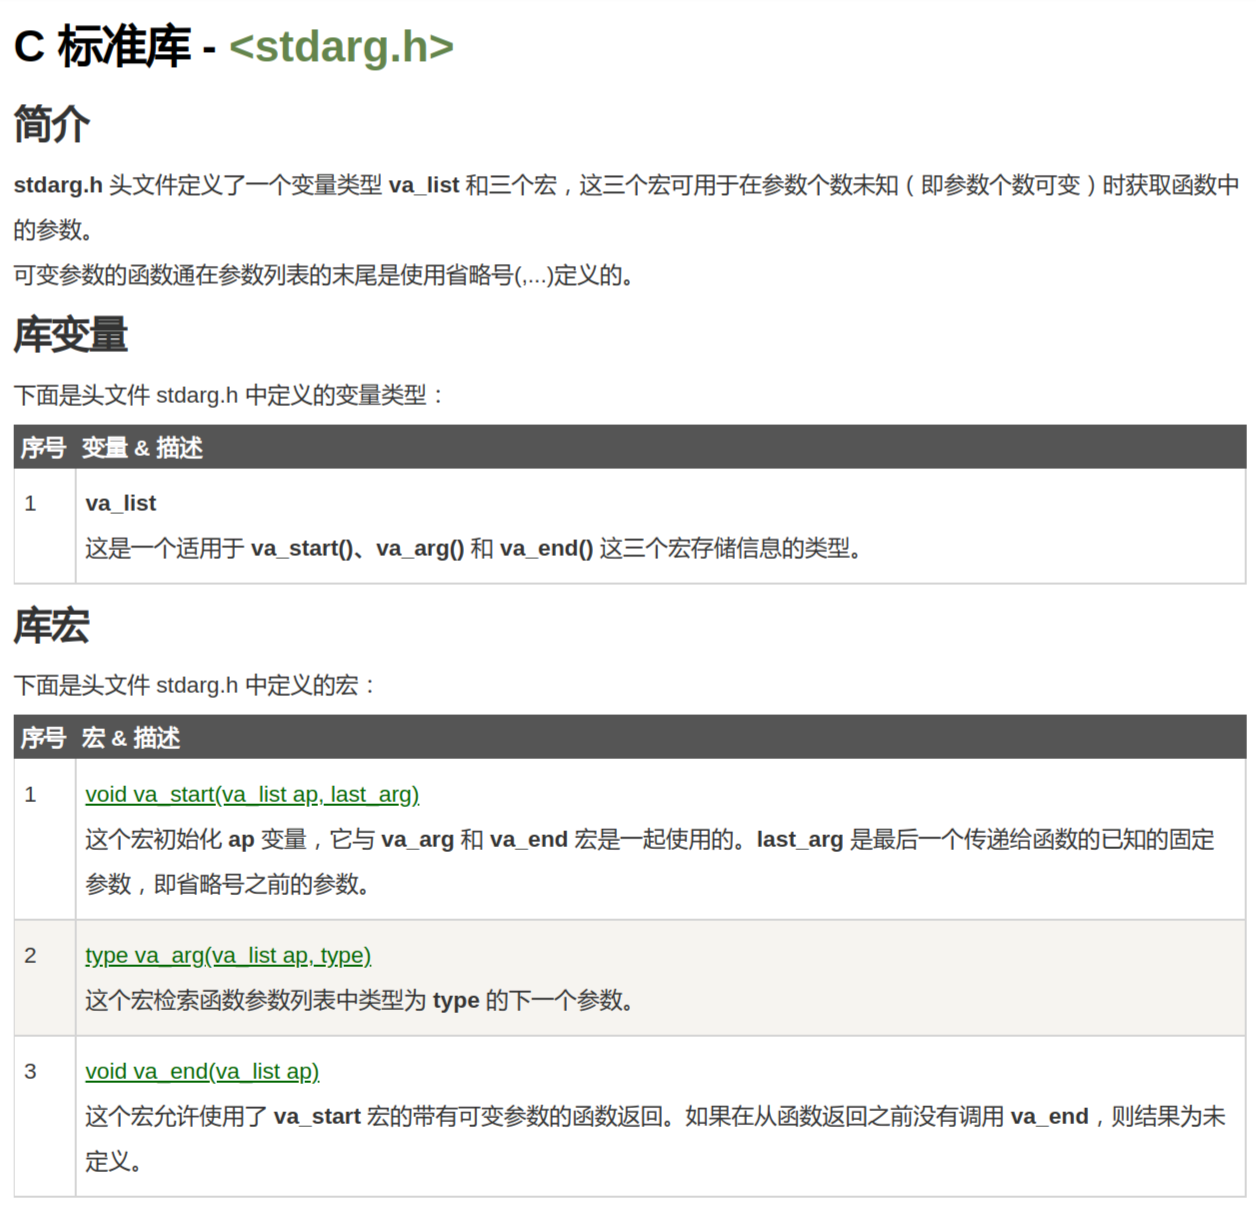 C 标准库 - <stdarg.h>
简介
stdarg.h 头文件定义了一个变量类型 va_list 和三个宏，这三个宏可用于在参数个数未知（即参数个数可变）时获取函数中
的参数。
可变参数的函数通在参数列表的末尾是使用省略号(,...)定义的。
库变量
下面是头文件 stdarg.h 中定义的变量类型：
序号 变量 & 描述
1 va_list
这是一个适用于 va_start()、va_arg() 和 va_end() 这三个宏存储信息的类型。
库宏
下面是头文件 stdarg.h 中定义的宏：
序号 宏 & 描述
1 void va_start(va_list ap, last_arg)
这个宏初始化 ap 变量，它与 va_arg 和 va_end 宏是一起使用的。last_arg 是最后一个传递给函数的已知的固定
参数，即省略号之前的参数。
2 type va_arg(va_list ap, type)
这个宏检索函数参数列表中类型为 type 的下一个参数。
3 void va_end(va_list ap)
这个宏允许使用了 va_start 宏的带有可变参数的函数返回。如果在从函数返回之前没有调用 va_end，则结果为未
定义。